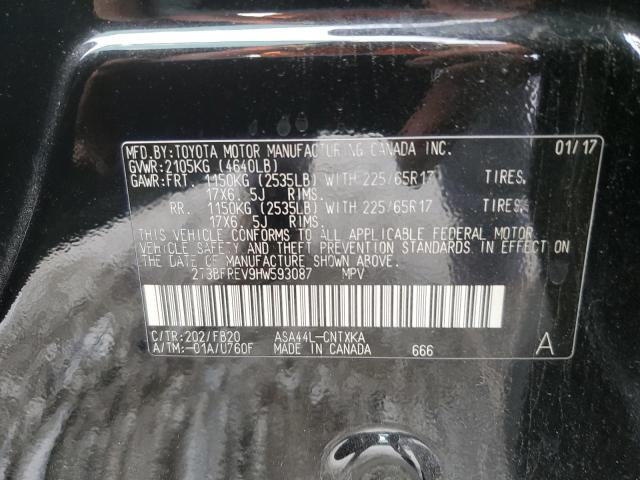 MFD.BY:TOYOTA MOTOR MANUFACTURING CANADA INC. 01/17
GVWR:2105KG (4640LB)
GAWR:FRT. 1150KG (2535LB) WITH 225/65R17 TIRES.
17X6.5J RIMS.
RR. 1150KG (2535LB) WITH 225/65R17 TIRES.
17X6.5J RIMS.
THIS VEHICLE CONFORMS TO ALL APPLICABLE FEDERAL MOTOR
VEHICLE SAFETY AND THEFT PREVENTION STANDARDS IN EFFECT ON
THE DATE OF MANUFACTURE SHOWN ABOVE.
2T3BFREV9HW593087 MPV
C/TR:202/FB20 ASA44L-CNTXKA
A/TM:-01A/U760F MADE IN CANADA 666 A